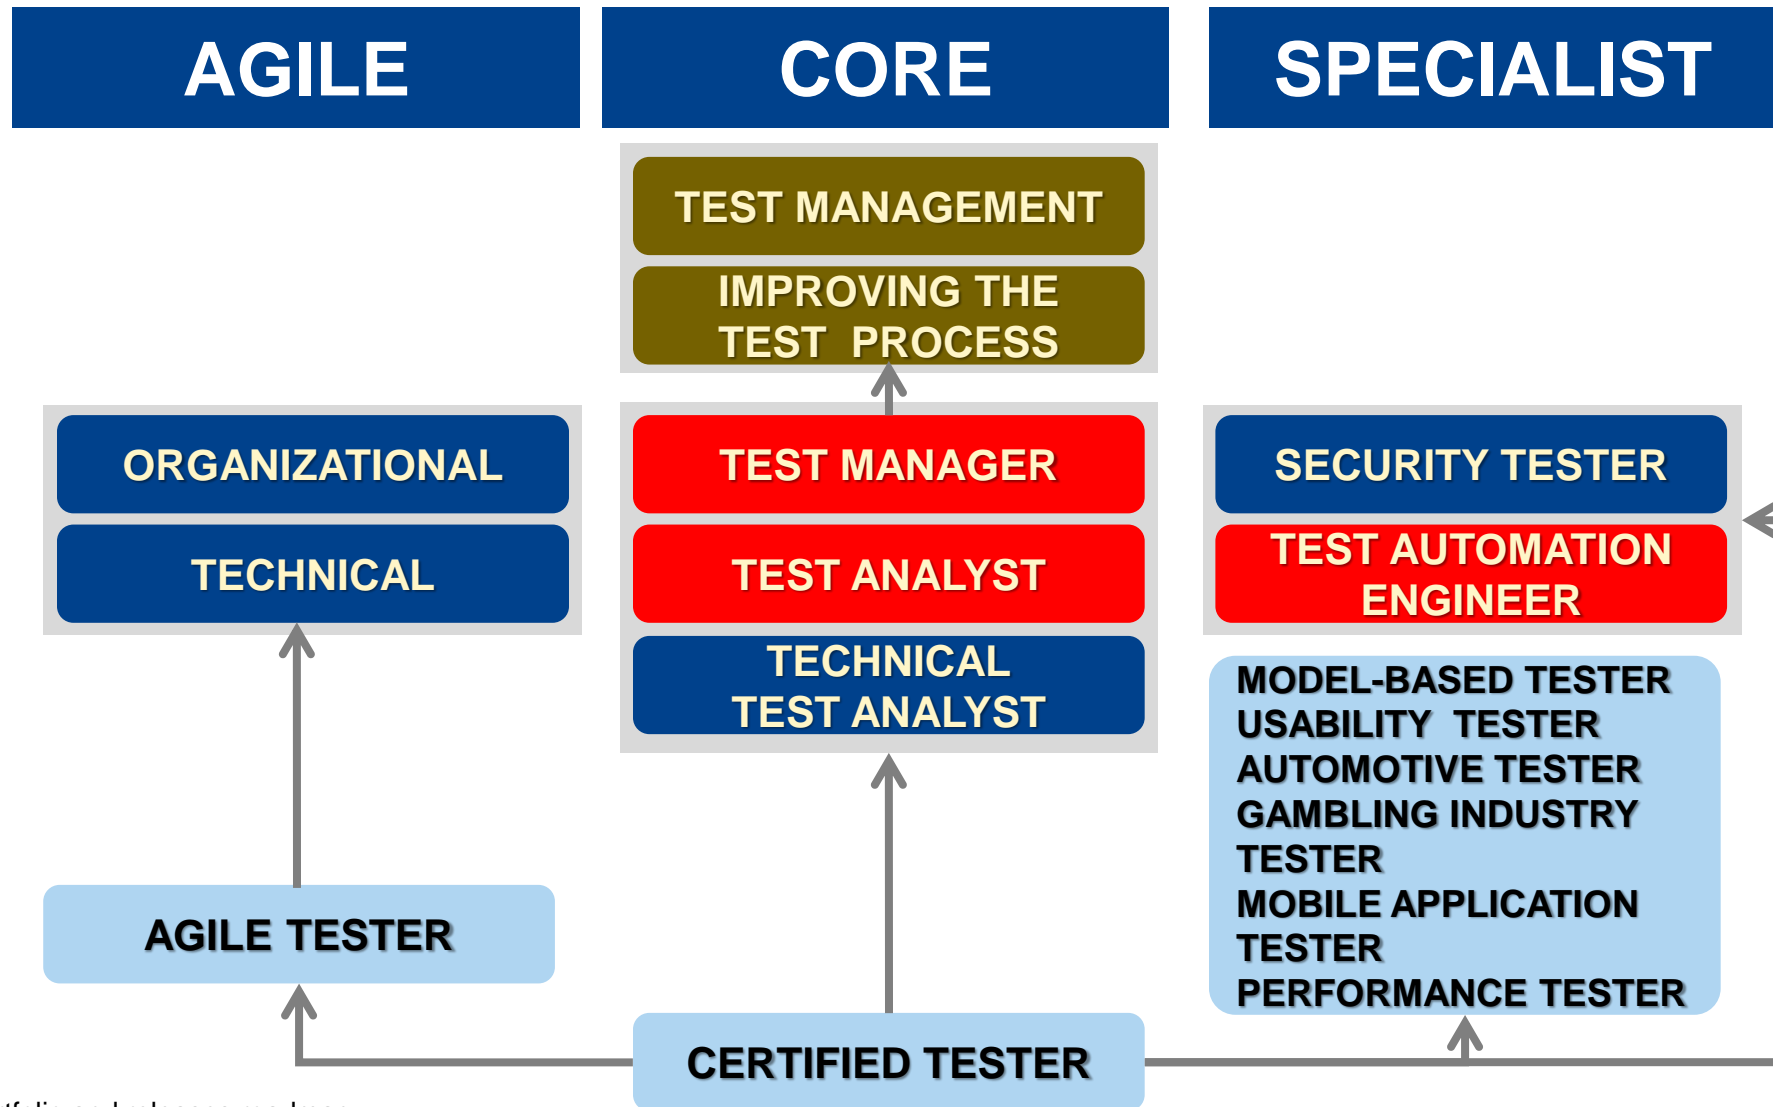 AGILE
CORE
SPECIALIST
TEST MANAGEMENT
IMPROVING THE
TEST PROCESS
ORGANIZATIONAL
TECHNICAL
TEST MANAGER
TEST ANALYST
TECHNICAL
TEST ANALYST
SECURITY TESTER
TEST AUTOMATION
ENGINEER
MODEL-BASED TESTER
USABILITY TESTER
AUTOMOTIVE TESTER
GAMBLING INDUSTRY
TESTER
MOBILE APPLICATION
TESTER
PERFORMANCE TESTER
AGILE TESTER
CERTIFIED TESTER